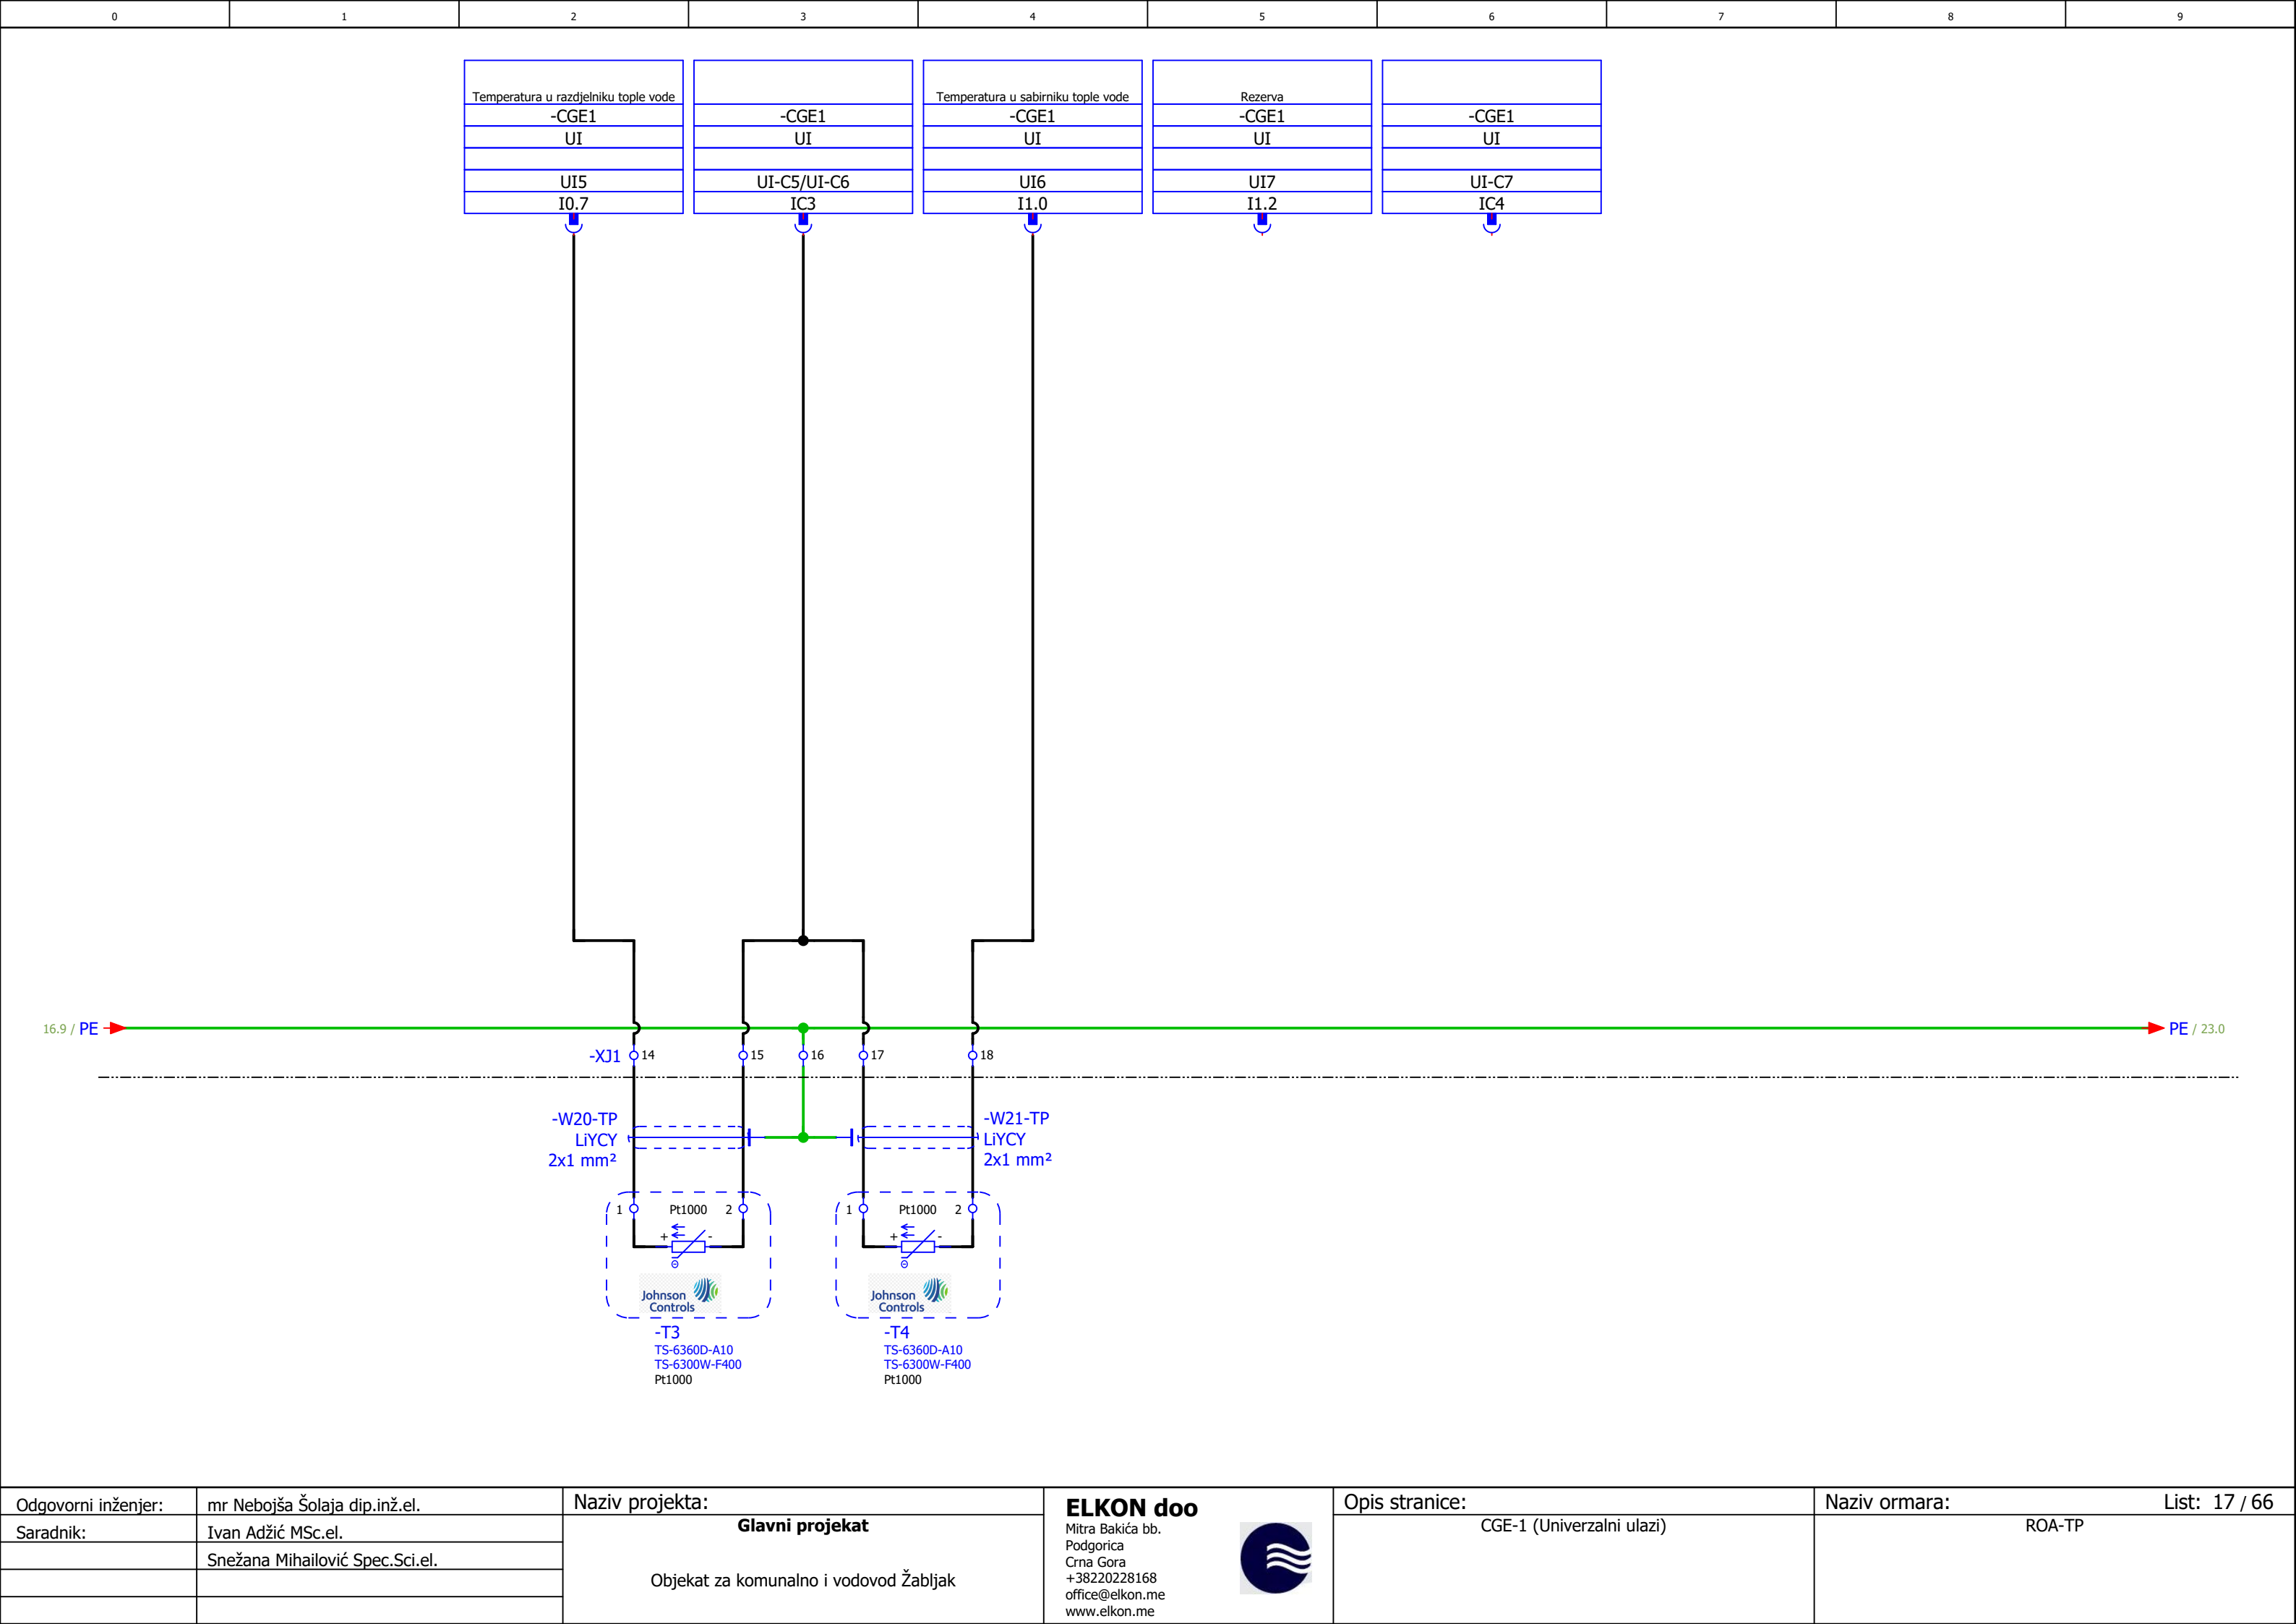 0 1 2 3 4 5 6 7 8 9
Temperatura u razdjelniku tople vode
-CGE1
UI
UI5
I0.7
-CGE1
UI
UI-C5/UI-C6
IC3
Temperatura u sabirniku tople vode
-CGE1
UI
UI6
I1.0
Rezerva
-CGE1
UI
UI7
I1.2
-CGE1
UI
UI-C7
IC4
16.9 / PE
PE / 23.0
-XJ1 14 15 16 17 18
-W20-TP
LiYCY
2x1 mm²
-W21-TP
LiYCY
2x1 mm²
1 Pt1000 2
+ -
Θ
Johnson
Controls
-T3
TS-6360D-A10
TS-6300W-F400
Pt1000
1 Pt1000 2
+ -
Θ
Johnson
Controls
-T4
TS-6360D-A10
TS-6300W-F400
Pt1000
Odgovorni inženjer: mr Nebojša Šolaja dip.inž.el.
Saradnik: Ivan Adžić MSc.el.
Snežana Mihailović Spec.Sci.el.
Naziv projekta:
Glavni projekat
Objekat za komunalno i vodovod Žabljak
ELKON doo
Mitra Bakića bb.
Podgorica
Crna Gora
+38220228168
office@elkon.me
www.elkon.me
Opis stranice:
CGE-1 (Univerzalni ulazi)
Naziv ormara: List: 17 / 66
ROA-TP